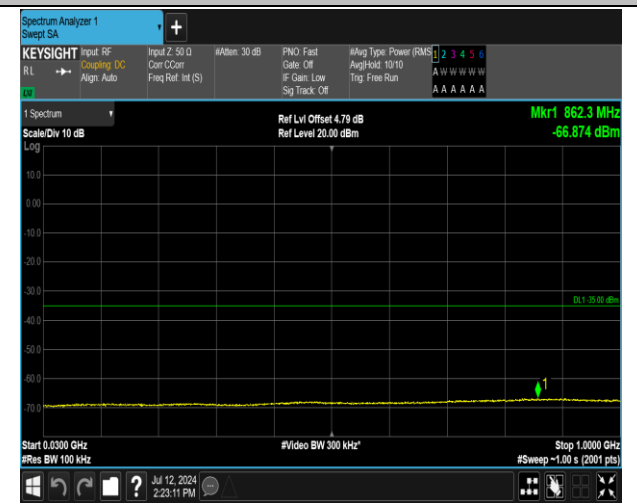 Spectrum Analyzer 1
Swept SA
+
KEYSIGHT
RL
LW
Input: RF
Coupling: DC
Align: Auto
Input Z: 50 Ω
Corr CCorr
Freq Ref: Int (S)
#Atten: 30 dB
PNO: Fast
Gate: Off
IF Gain: Low
Sig Track: Off
#Avg Type: Power (RMS
Avg|Hold: 10/10
Trig: Free Run
1 2 3 4 5 6
A W W W W W
A A A A A A
1 Spectrum
Scale/Div 10 dB
Ref Lvl Offset 4.79 dB
Ref Level 20.00 dBm
Mkr1 862.3 MHz
-66.874 dBm
Log
10.0
0.00
-10.0
-20.0
-30.0
DL1 -35.00 dBm
-40.0
-50.0
-60.0
1
-70.0
Start 0.0300 GHz
#Res BW 100 kHz
#Video BW 300 kHz*
Stop 1.0000 GHz
#Sweep ~1.00 s (2001 pts)
?
Jul 12, 2024
2:23:11 PM